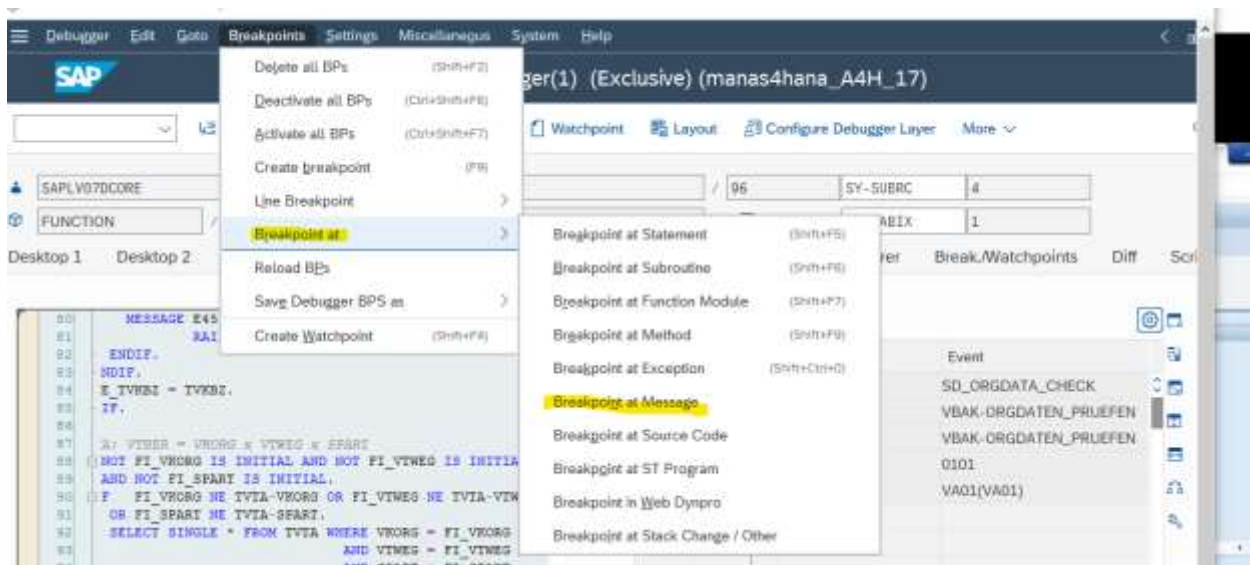 Debugger Edit Goto Breakpoints Settings Miscellaneous System Help
SAP
ger(1) (Exclusive) (manas4hana_A4H_17)
Watchpoint Layout Configure Debugger Layer More
SAPLV07DCORE / 96 SY-SUBRC 4
FUNCTION / ABIX 1
Desktop 1 Desktop 2 Break./Watchpoints Diff
Delete all BPs (Shift+F2)
Deactivate all BPs (Ctrl+Shift+F8)
Activate all BPs (Ctrl+Shift+F7)
Create breakpoint (F9)
Line Breakpoint
Breakpoint at
Reload BPs
Save Debugger BPS as
Create Watchpoint (Shift+F4)
Breakpoint at Statement (Shift+F5)
Breakpoint at Subroutine (Shift+F6)
Breakpoint at Function Module (Shift+F7)
Breakpoint at Method (Shift+F9)
Breakpoint at Exception
Breakpoint at Message
Breakpoint at Source Code
Breakpoint at ST Program
Breakpoint in Web Dynpro
Breakpoint at Stack Change / Other
Event
SD_ORGDATA_CHECK
VBAK-ORGDATEN_PRUEFEN
VBAK-ORGDATEN_PRUEFEN
0101
VA01(VA01)
80 MESSAGE E45
81 RAI
82 ENDIF.
83 NDIF.
84 E_TVKBZ = TVKBZ.
85 IF.
86
87 VTBER = VKORG x VTWEG x SPART
88 NOT FI_VKORG IS INITIAL AND NOT FI_VTWEG IS INITIA
89 AND NOT FI_SPART IS INITIAL.
90 F FI_VKORG NE TVTA-VKORG OR FI_VTWEG NE TVTA-VTW
91 OR FI_SPART NE TVTA-SPART.
92 SELECT SINGLE * FROM TVTA WHERE VKORG = FI_VKORG
93 AND VTWEG = FI_VTWEG